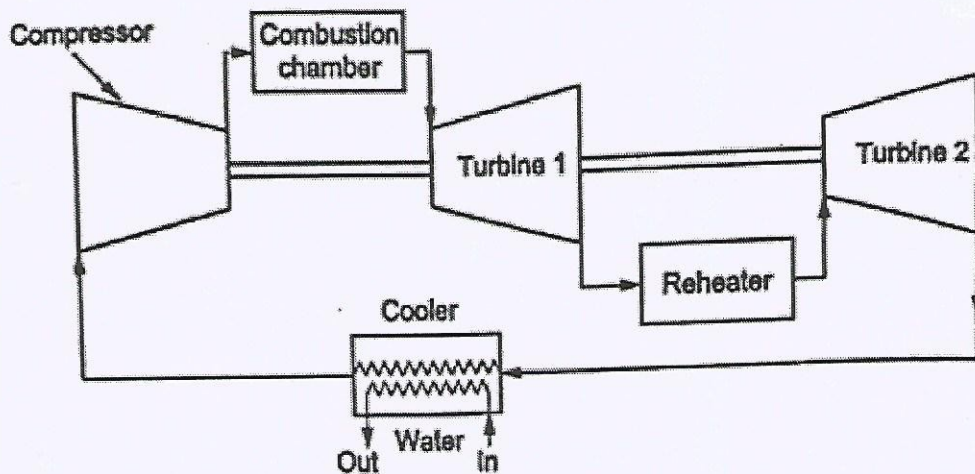 Compressor
Combustion
chamber
Turbine 1
Turbine 2
Reheater
Cooler
Water
Out
In